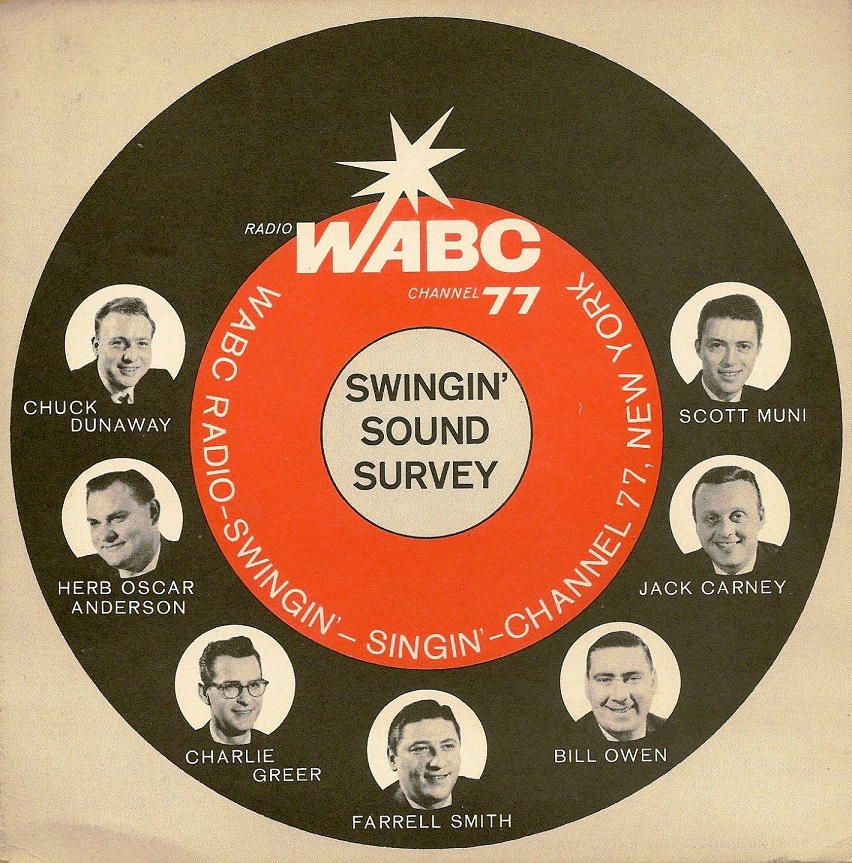 RADIO WABC
CHANNEL 77
WABC RADIO-SWINGIN'- SINGIN'-CHANNEL 77, NEW YORK
SWINGIN'
SOUND
SURVEY
CHUCK
DUNAWAY
HERB OSCAR
ANDERSON
CHARLIE
GREER
FARRELL SMITH
BILL OWEN
JACK CARNEY
SCOTT MUNI